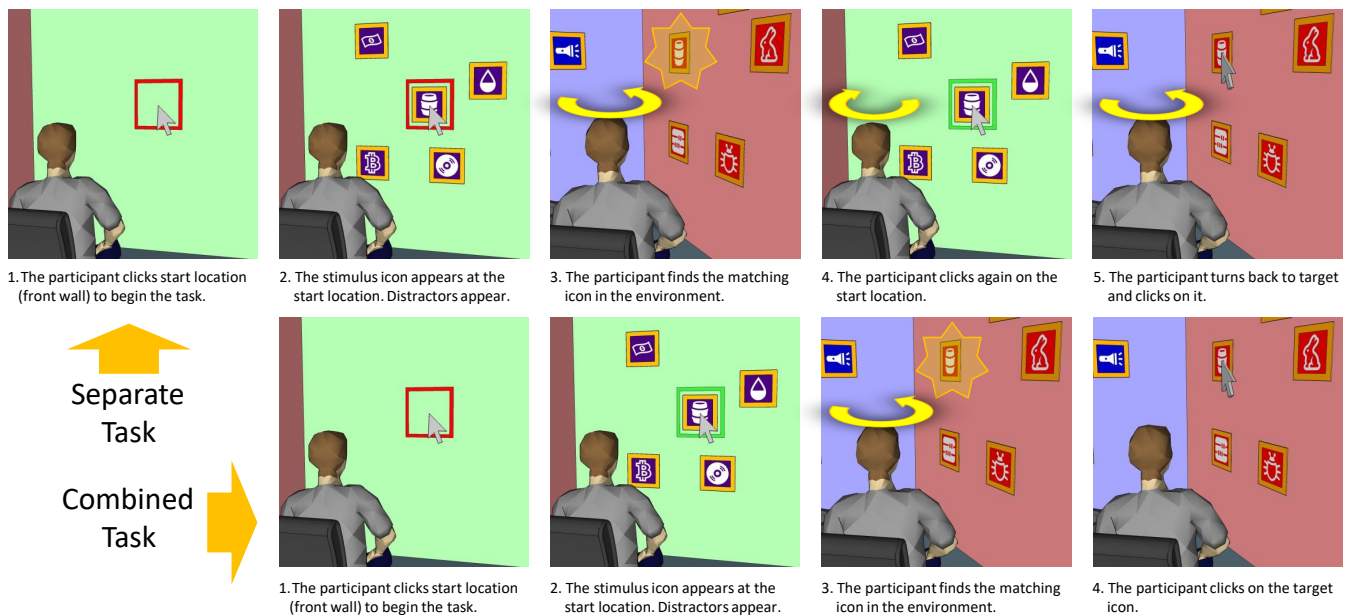 1. The participant clicks start location
(front wall) to begin the task.
2. The stimulus icon appears at the
start location. Distractors appear.
3. The participant finds the matching
icon in the environment.
4. The participant clicks again on the
start location.
5. The participant turns back to target
and clicks on it.
Separate
Task
Combined
Task
1. The participant clicks start location
(front wall) to begin the task.
2. The stimulus icon appears at the
start location. Distractors appear.
3. The participant finds the matching
icon in the environment.
4. The participant clicks on the target
icon.